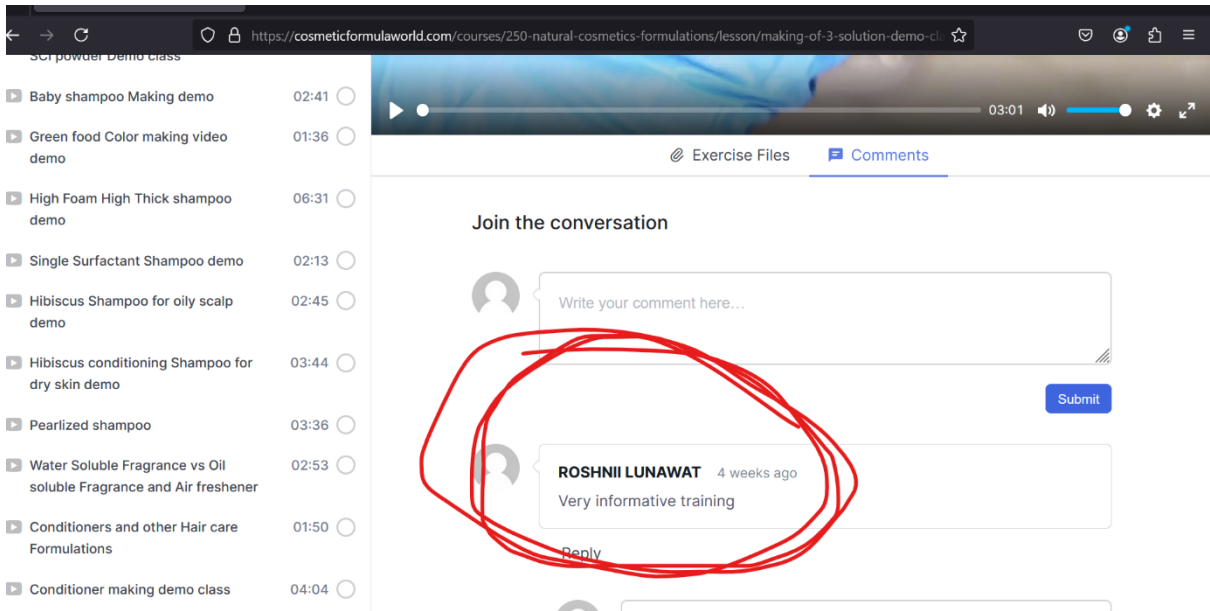 https://cosmeticformulaworld.com/courses/250-natural-cosmetics-formulations/lesson/making-of-3-solution-demo-cl
SCI powder Demo class
Baby shampoo Making demo 02:41
Green food Color making video 01:36
demo
High Foam High Thick shampoo 06:31
demo
Single Surfactant Shampoo demo 02:13
Hibiscus Shampoo for oily scalp 02:45
demo
Hibiscus conditioning Shampoo for 03:44
dry skin demo
Pearlized shampoo 03:36
Water Soluble Fragrance vs Oil 02:53
soluble Fragrance and Air freshener
Conditioners and other Hair care 01:50
Formulations
Conditioner making demo class 04:04
03:01
Exercise Files Comments
Join the conversation
Write your comment here...
Submit
ROSHNII LUNAWAT 4 weeks ago
Very informative training
Reply